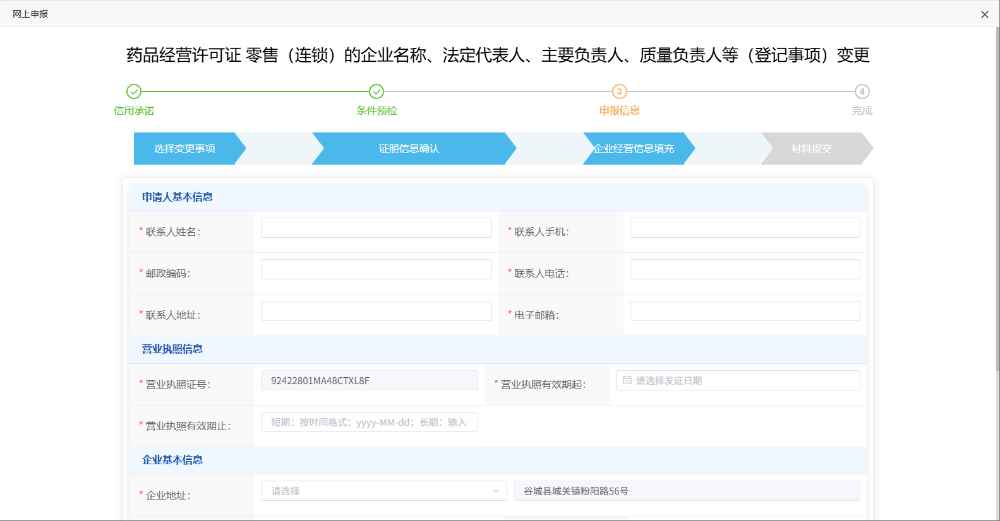 网上申报
药品经营许可证 零售（连锁）的企业名称、法定代表人、主要负责人、质量负责人等（登记事项）变更
3 4
信用承诺 条件预检 申报信息 完成
选择变更事项 证照信息确认 企业经营信息填充 材料提交
申请人基本信息
* 联系人姓名： * 联系人手机：
* 邮政编码： * 联系人电话：
* 联系人地址： * 电子邮箱：
营业执照信息
* 营业执照证号： 92422801MA48CTXL8F * 营业执照有效期起： 请选择发证日期
* 营业执照有效期止： 短期：按时间格式：yyyy-MM-dd；长期：输入
企业基本信息
* 企业地址： 请选择 谷城县城关镇粉阳路56号